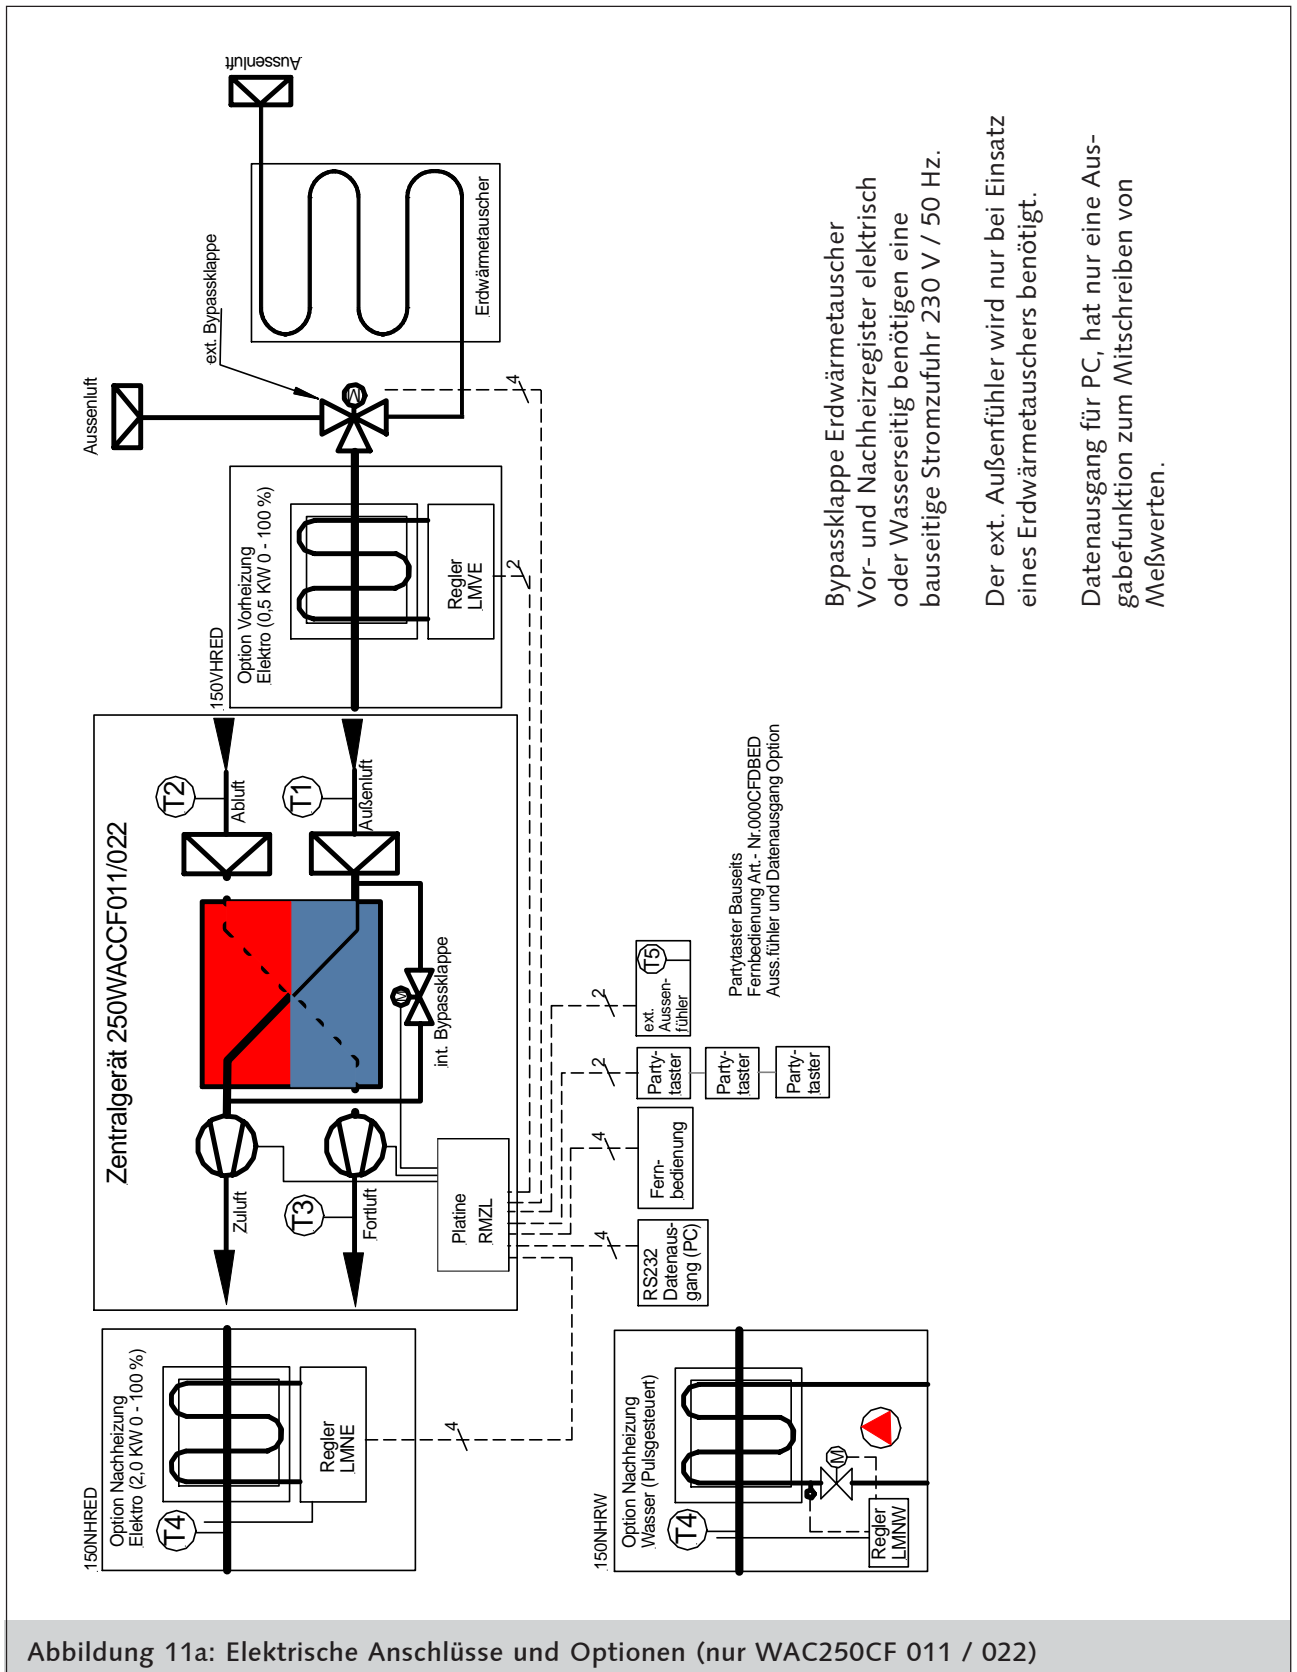 150NHRED
Option Nachheizung
Elektro (2,0 KW 0 - 100 %)
T4
Regler
LMNE
4
150NHRW
Option Nachheizung
Wasser (Pulsgesteuert)
T4
M
Regler
LMNW
Zentralgerät 250WACCF011/022
Zuluft
T3
Fortluft
T2
Abluft
T1
Außenluft
M
int. Bypassklappe
Platine
RMZL
150VHRED
Option Vorheizung
Elektro (0,5 KW 0 - 100 %)
Regler
LMVE
2
Aussenluft
ext. Bypassklappe
M
4
Aussenluft
Erdwärmetauscher
RS232
Datenaus-
gang (PC)
4
Fern-
bedienung
4
Party-
taster
Party-
taster
Party-
taster
2
ext.
Aussen-
fühler
T5
2
Partytaster Bauseits
Fernbedienung Art.- Nr.000CFDBED
Auss.fühler und Datenausgang Option
Bypassklappe Erdwärmetauscher
Vor- und Nachheizregister elektrisch
oder Wasserseitig benötigen eine
bauseitige Stromzufuhr 230 V / 50 Hz.
Der ext. Außenfühler wird nur bei Einsatz
eines Erdwärmetauschers benötigt.
Datenausgang für PC, hat nur eine Aus-
gabefunktion zum Mitschreiben von
Meßwerten.
Abbildung 11a: Elektrische Anschlüsse und Optionen (nur WAC250CF 011 / 022)